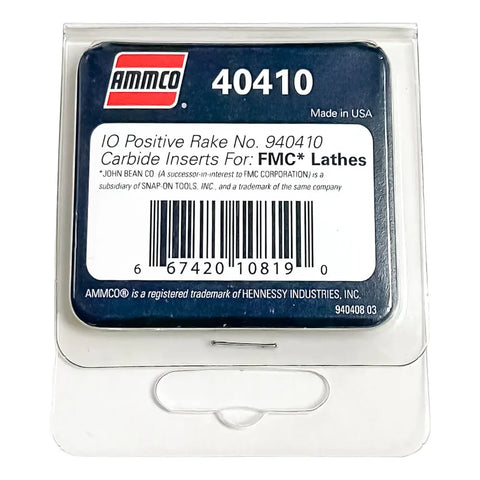 AMMCO
®
40410
Made in USA
IO Positive Rake No. 940410
Carbide Inserts For: FMC* Lathes
*JOHN BEAN CO. (A successor-in-interest to FMC CORPORATION) is a
subsidiary of SNAP-ON TOOLS, INC., and a trademark of the same company
6 67420 10819 0
AMMCO® is a registered trademark of HENNESSY INDUSTRIES, INC.
940408 03